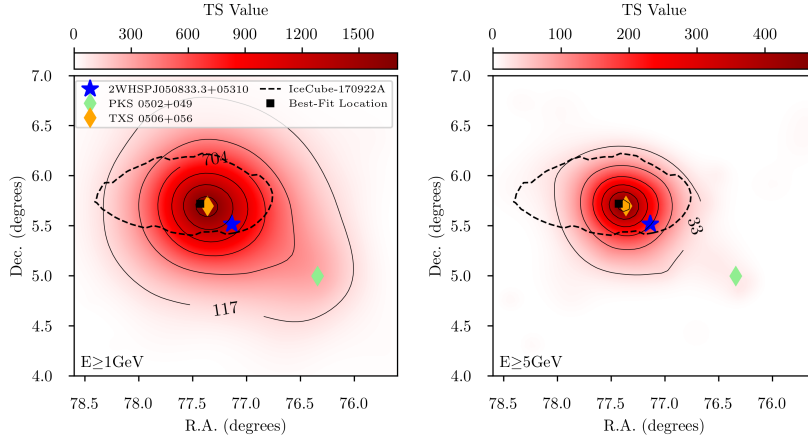 TS Value
0 300 600 900 1200 1500
7.0
6.5
6.0
5.5
5.0
4.5
4.0
Dec. (degrees)
2WHSPJ050833.3+05310
PKS 0502+049
TXS 0506+056
IceCube-170922A
Best-Fit Location
704
117
E≥1GeV
78.5 78.0 77.5 77.0 76.5 76.0
R.A. (degrees)
TS Value
0 100 200 300 400
7.0
6.5
6.0
5.5
5.0
4.5
4.0
Dec. (degrees)
33
E≥5GeV
78.5 78.0 77.5 77.0 76.5 76.0
R.A. (degrees)